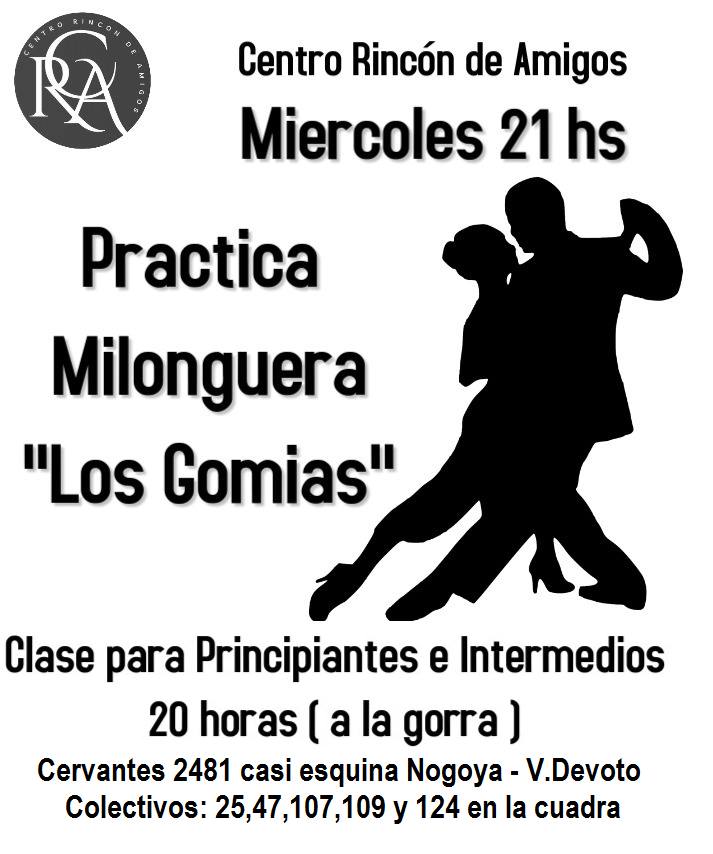 CENTRO RINCON DE AMIGOS
CRA
Centro Rincón de Amigos
Miercoles 21 hs
Practica
Milonguera
"Los Gomias"
Clase para Principiantes e Intermedios
20 horas ( a la gorra )
Cervantes 2481 casi esquina Nogoya - V.Devoto
Colectivos: 25,47,107,109 y 124 en la cuadra